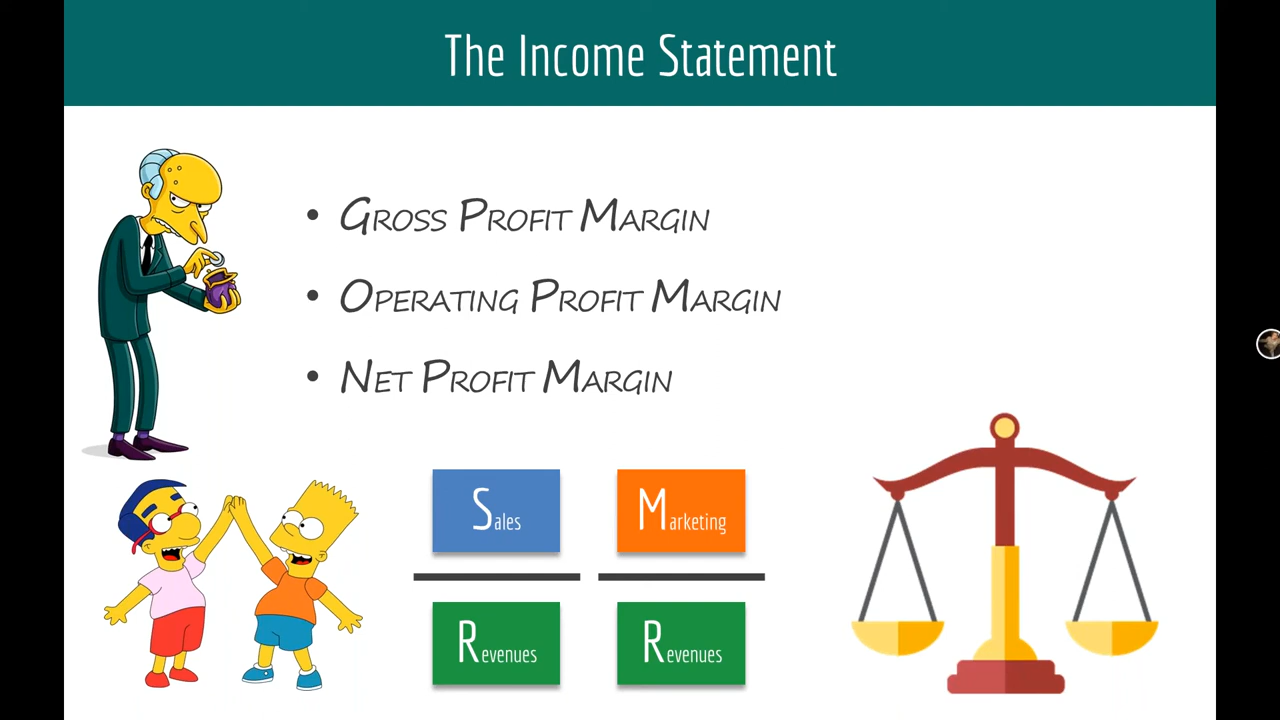 The Income Statement
• Gross Profit Margin
• Operating Profit Margin
• Net Profit Margin
Sales
Marketing
Revenues
Revenues